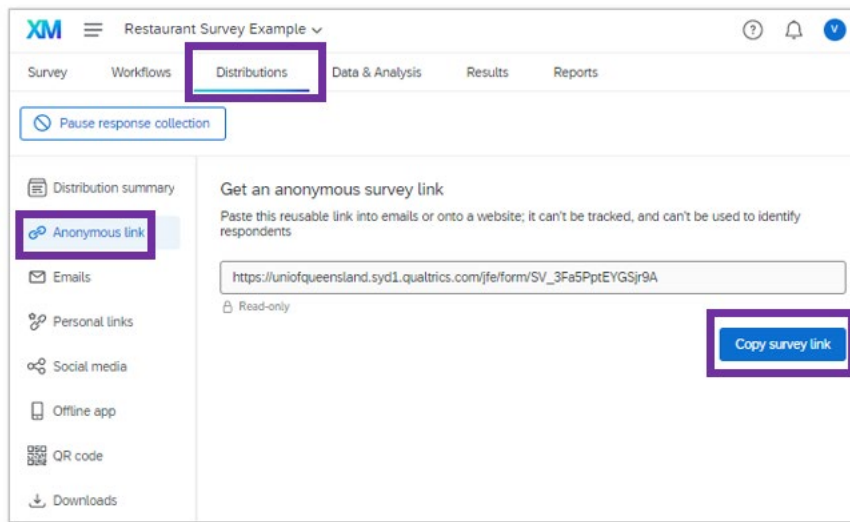 XM Restaurant Survey Example V
Survey Workflows Distributions Data & Analysis Results Reports
Pause response collection
Distribution summary
Anonymous link
Emails
Personal links
Social media
Offline app
QR code
Downloads
Get an anonymous survey link
Paste this reusable link into emails or onto a website; it can't be tracked, and can't be used to identify
respondents
https://uniofqueensland.syd1.qualtrics.com/jfe/form/SV_3Fa5PptEYGSjr9A
Read-only
Copy survey link